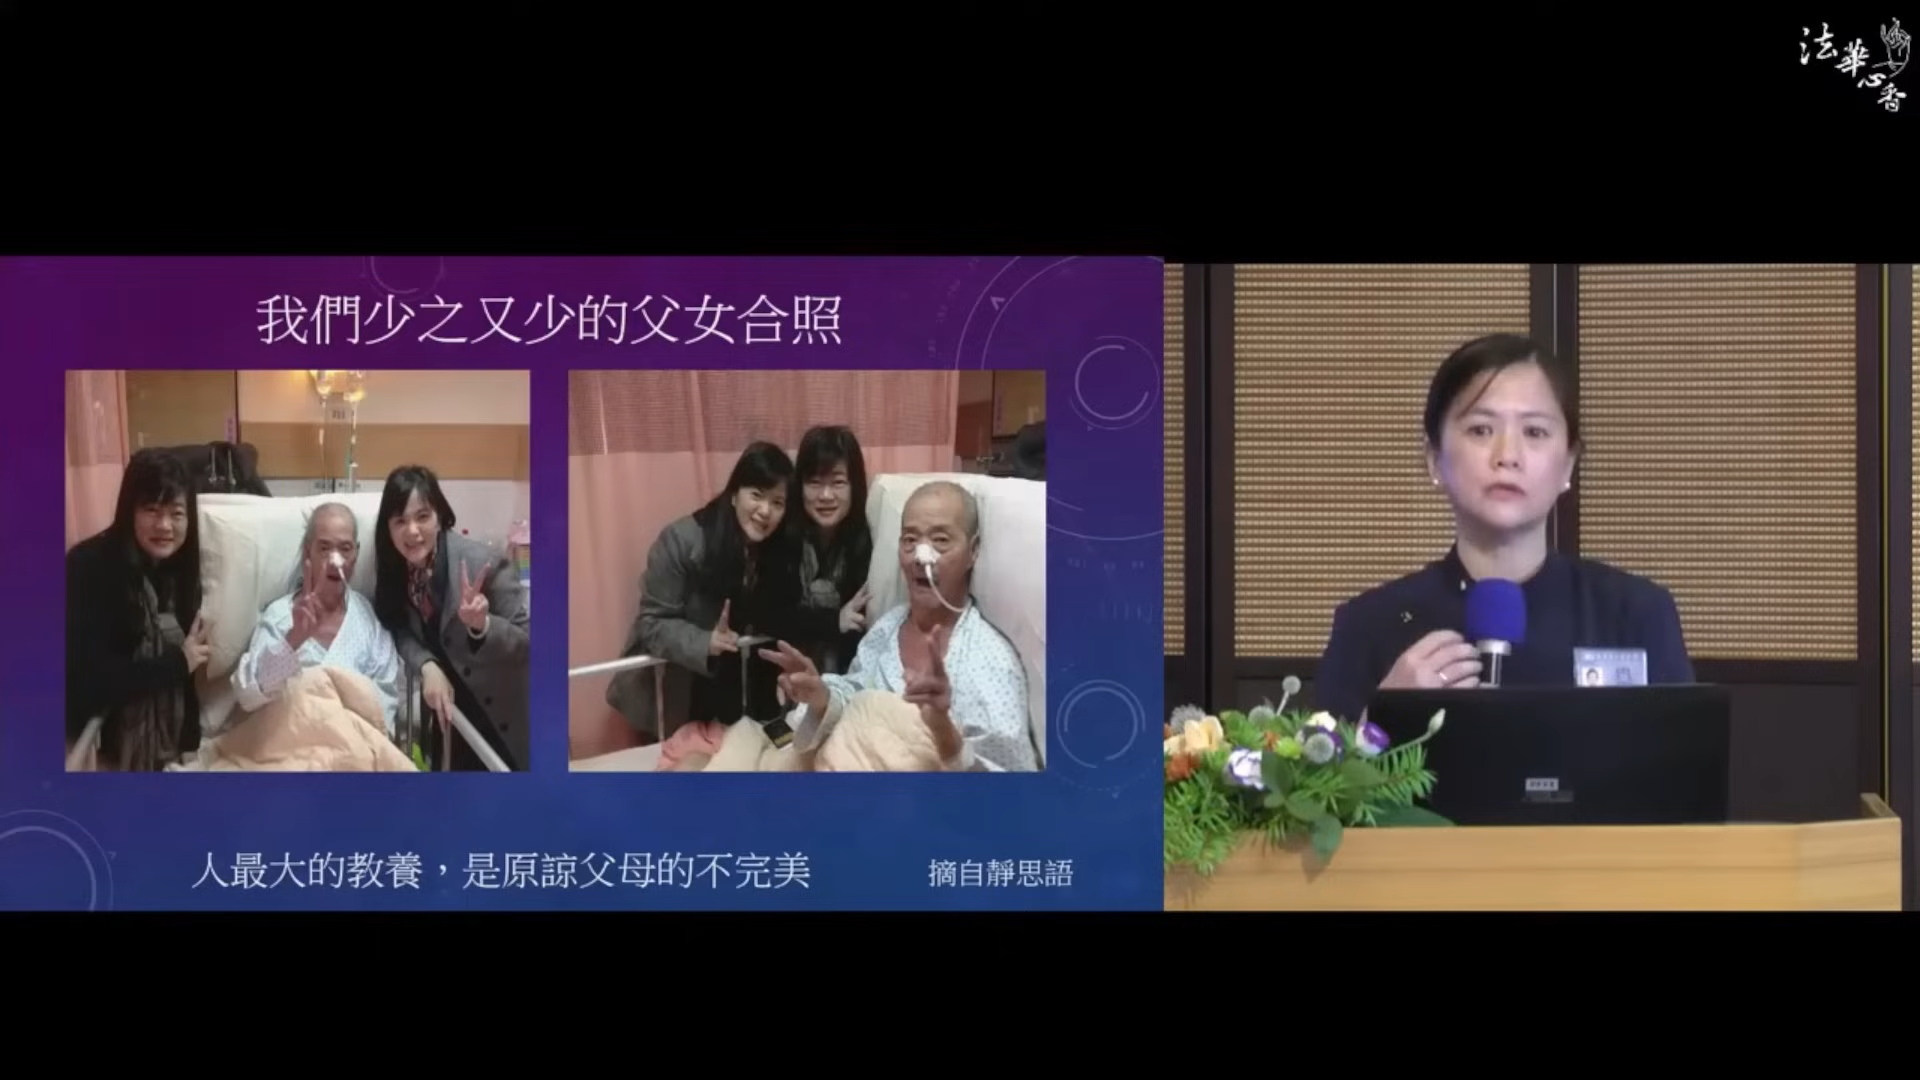 法華心香
我們少之又少的父女合照
人最大的教養，是原諒父母的不完美
摘自靜思語